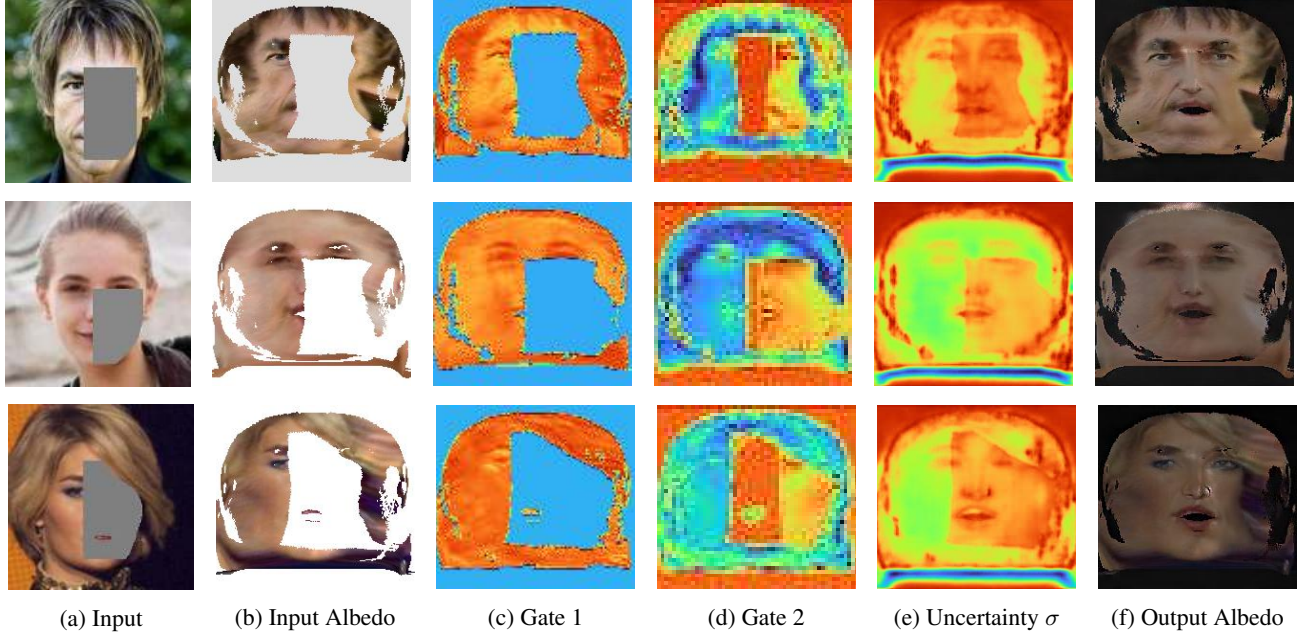 (a) Input
(b) Input Albedo
(c) Gate 1
(d) Gate 2
(e) Uncertainty σ
(f) Output Albedo